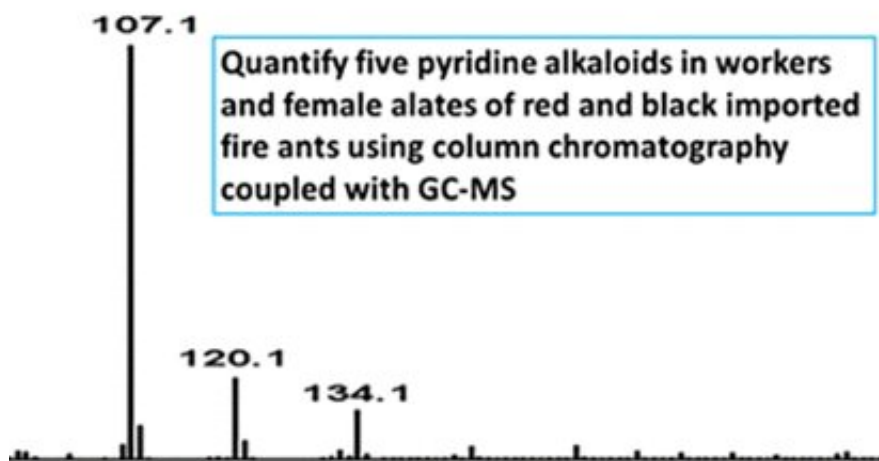 107.1
Quantify five pyridine alkaloids in workers
and female alates of red and black imported
fire ants using column chromatography
coupled with GC-MS
120.1
134.1